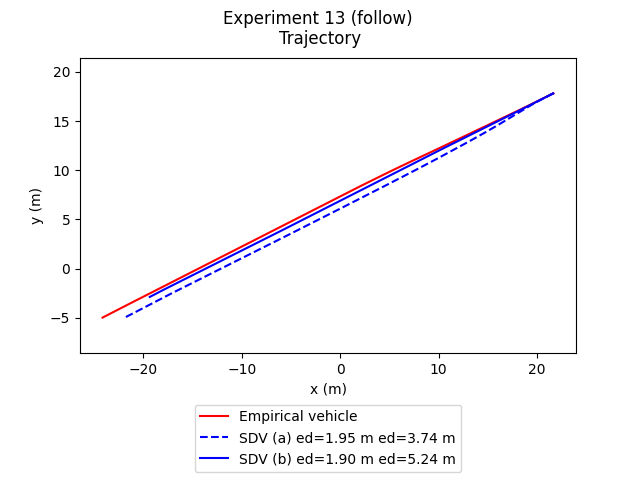 Experiment 13 (follow)
Trajectory
20
15
10
5
0
−5
y (m)
−20
−10
0
10
20
x (m)
Empirical vehicle
SDV (a) ed=1.95 m ed=3.74 m
SDV (b) ed=1.90 m ed=5.24 m